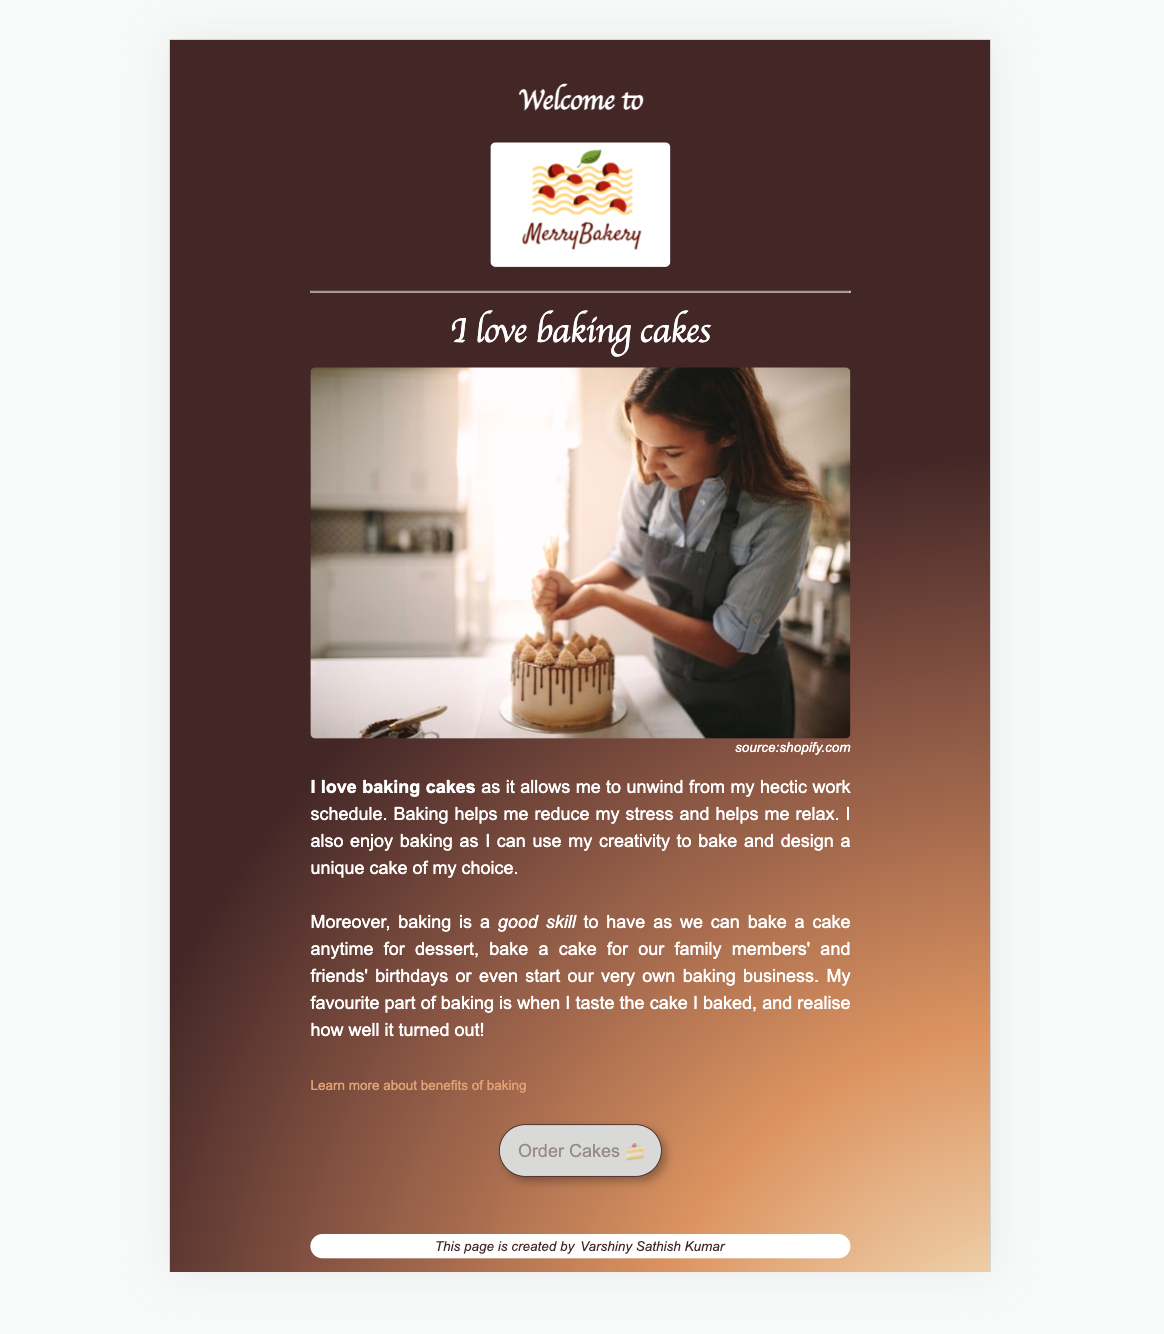 Welcome to
MerryBakery
I love baking cakes
source:shopify.com
I love baking cakes as it allows me to unwind from my hectic work
schedule. Baking helps me reduce my stress and helps me relax. I
also enjoy baking as I can use my creativity to bake and design a
unique cake of my choice.
Moreover, baking is a good skill to have as we can bake a cake
anytime for dessert, bake a cake for our family members' and
friends' birthdays or even start our very own baking business. My
favourite part of baking is when I taste the cake I baked, and realise
how well it turned out!
Learn more about benefits of baking
Order Cakes 🍰
This page is created by Varshiny Sathish Kumar